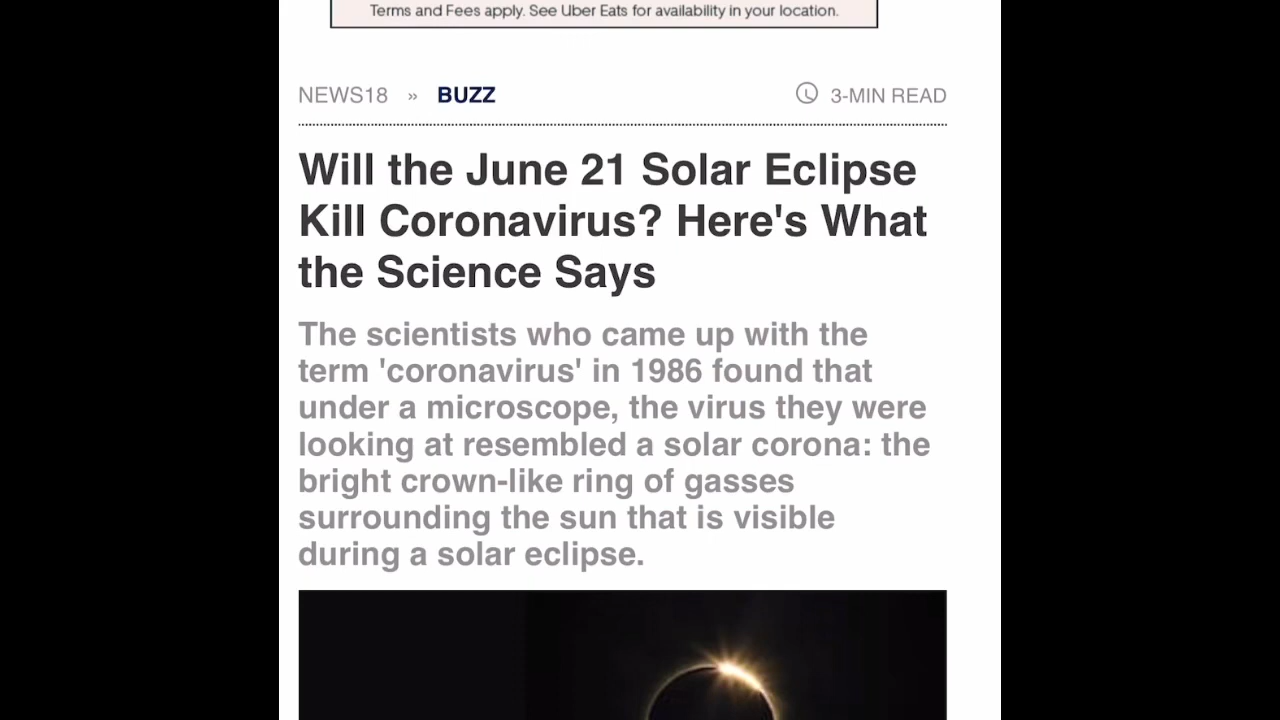 Terms and Fees apply. See Uber Eats for availability in your location.
NEWS18 » BUZZ 3-MIN READ
Will the June 21 Solar Eclipse
Kill Coronavirus? Here's What
the Science Says
The scientists who came up with the
term 'coronavirus' in 1986 found that
under a microscope, the virus they were
looking at resembled a solar corona: the
bright crown-like ring of gasses
surrounding the sun that is visible
during a solar eclipse.